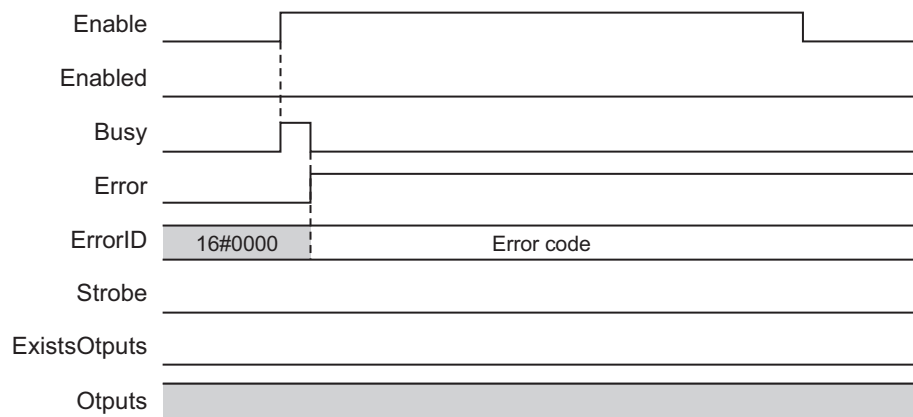 Enable
Enabled
Busy
Error
ErrorID 16#0000 Error code
Strobe
ExistsOtputs
Otputs